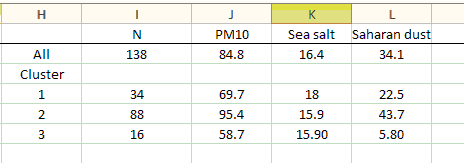 H I J K L
N PM10 Sea salt Saharan dust
All 138 84.8 16.4 34.1
Cluster
1 34 69.7 18 22.5
2 88 95.4 15.9 43.7
3 16 58.7 15.90 5.80